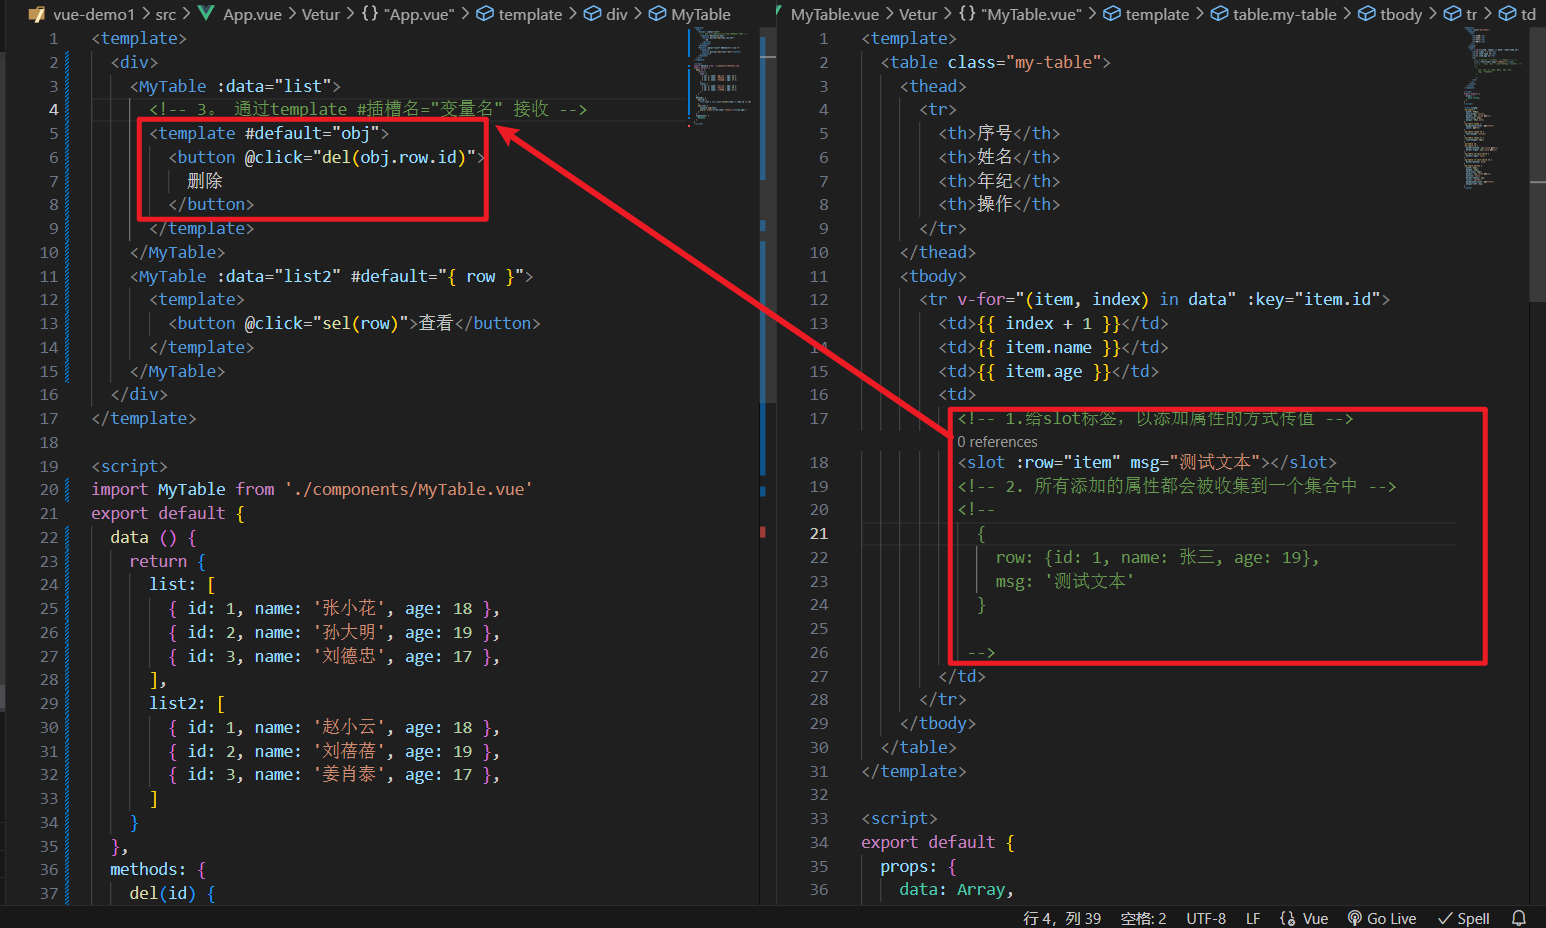 vue-demo1 > src > App.vue > Vetur > {} "App.vue" > template > div > MyTable
1 <template>
2 <div>
3 <MyTable :data="list">
4 <!-- 3。 通过template #插槽名="变量名" 接收 -->
5 <template #default="obj">
6 <button @click="del(obj.row.id)">
7 删除
8 </button>
9 </template>
10 </MyTable>
11 <MyTable :data="list2" #default="{ row }">
12 <template>
13 <button @click="sel(row)">查看</button>
14 </template>
15 </MyTable>
16 </div>
17 </template>
18
19 <script>
20 import MyTable from './components/MyTable.vue'
21 export default {
22 data () {
23 return {
24 list: [
25 { id: 1, name: '张小花', age: 18 },
26 { id: 2, name: '孙大明', age: 19 },
27 { id: 3, name: '刘德忠', age: 17 },
28 ],
29 list2: [
30 { id: 1, name: '赵小云', age: 18 },
31 { id: 2, name: '刘蓓蓓', age: 19 },
32 { id: 3, name: '姜肖泰', age: 17 },
33 ]
34 }
35 },
36 methods: {
37 del(id) {
MyTable.vue > Vetur > {} "MyTable.vue" > template > table.my-table > tbody > tr > td
1 <template>
2 <table class="my-table">
3 <thead>
4 <tr>
5 <th>序号</th>
6 <th>姓名</th>
7 <th>年纪</th>
8 <th>操作</th>
9 </tr>
10 </thead>
11 <tbody>
12 <tr v-for="(item, index) in data" :key="item.id">
13 <td>{{ index + 1 }}</td>
14 <td>{{ item.name }}</td>
15 <td>{{ item.age }}</td>
16 <td>
17 <!-- 1.给slot标签，以添加属性的方式传值 -->
0 references
18 <slot :row="item" msg="测试文本"></slot>
19 <!-- 2. 所有添加的属性都会被收集到一个集合中 -->
20 <!--
21 {
22 row: {id: 1, name: 张三, age: 19},
23 msg: '测试文本'
24 }
25
26 -->
27 </td>
28 </tr>
29 </tbody>
30 </table>
31 </template>
32
33 <script>
34 export default {
35 props: {
36 data: Array,
行 4，列 39 空格: 2 UTF-8 LF Vue Go Live Spell